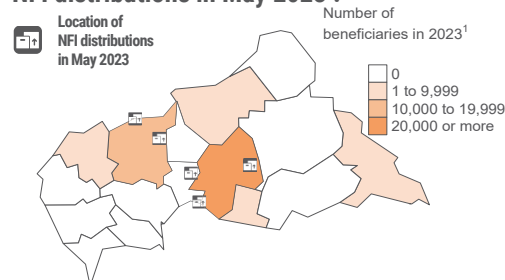 Location of
NFI distributions
in May 2023
Number of
beneficiaries in 2023¹
0
1 to 9,999
10,000 to 19,999
20,000 or more